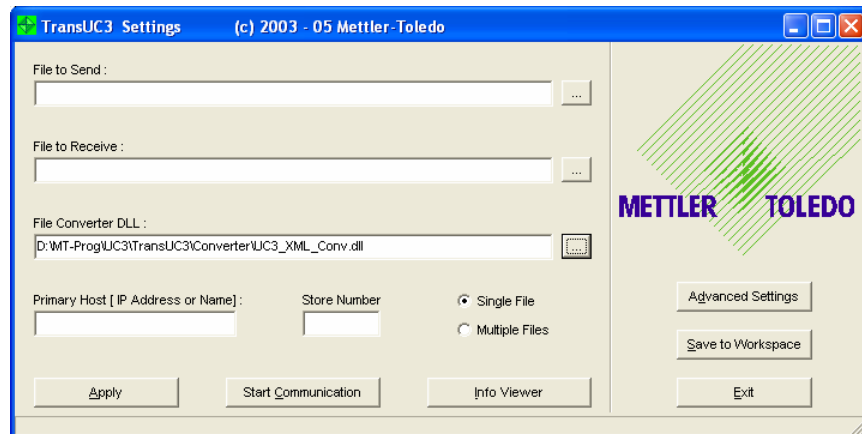 TransUC3 Settings (c) 2003 - 05 Mettler-Toledo
File to Send :
...
File to Receive :
...
METTLER TOLEDO
File Converter DLL :
D:\MT-Prog\UC3\TransUC3\Converter\UC3_XML_Conv.dll
...
Primary Host [ IP Address or Name] :
Store Number
Single File
Multiple Files
Advanced Settings
Save to Workspace
Apply
Start Communication
Info Viewer
Exit